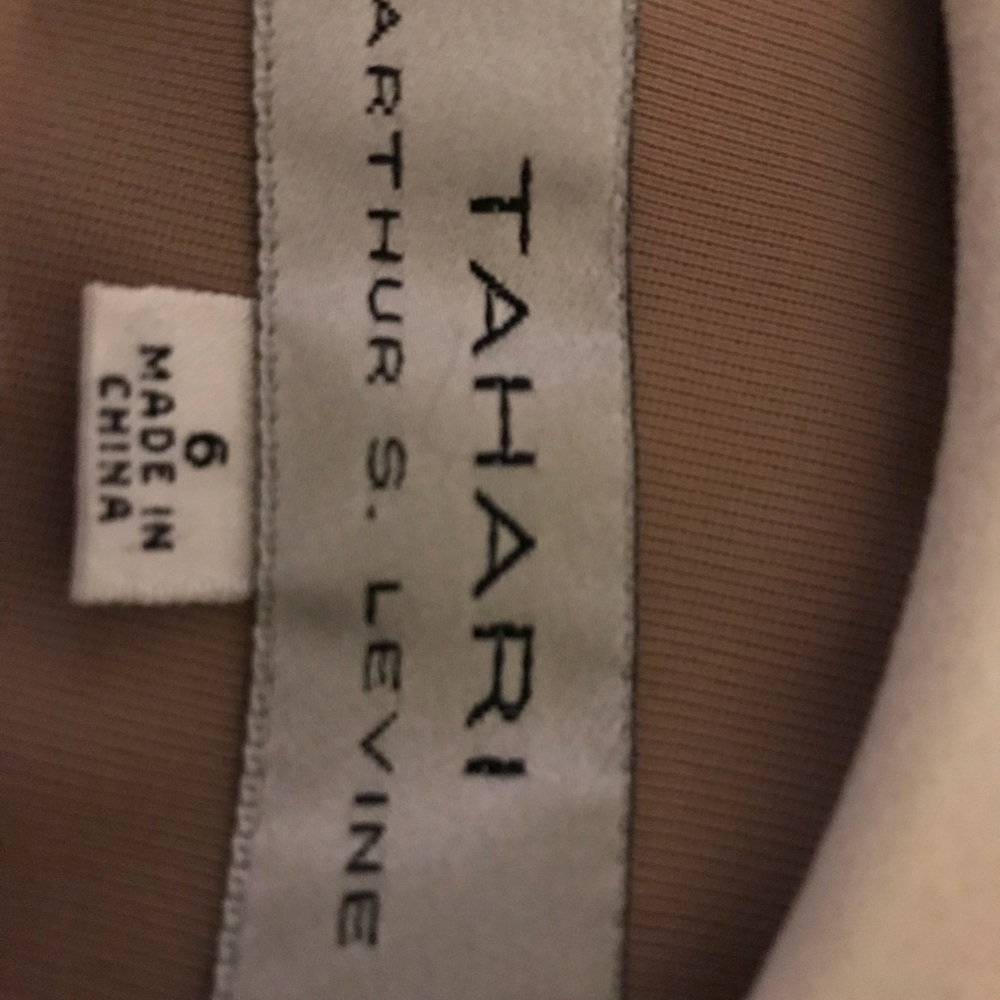 TAHARI
ARTHUR S. LEVINE
6
MADE IN
CHINA